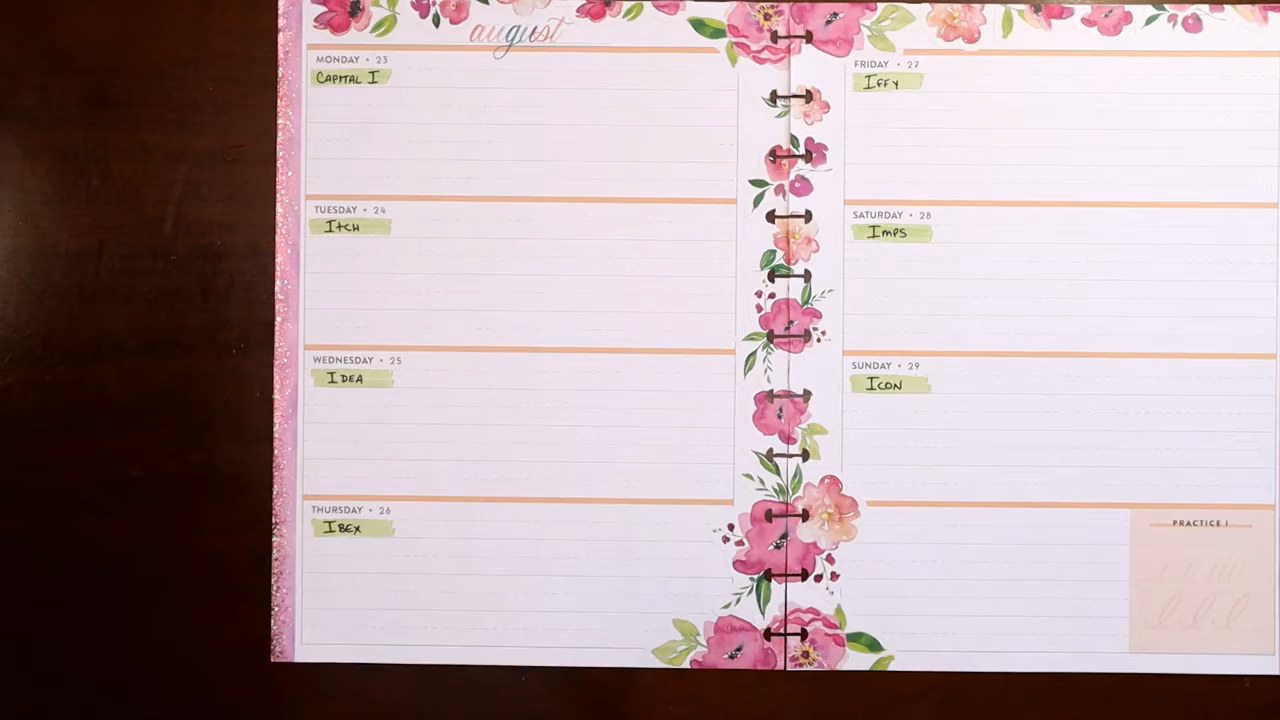 august
MONDAY • 23
CAPITAL I
TUESDAY • 24
ITCH
WEDNESDAY • 25
IDEA
THURSDAY • 26
IBEX
FRIDAY • 27
IFFY
SATURDAY • 28
IMPS
SUNDAY • 29
ICON
PRACTICE I